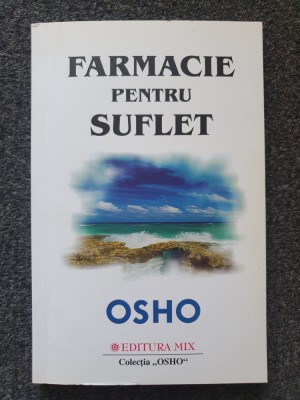 FARMACIE
PENTRU
SUFLET
OSHO
EDITURA MIX
Colecția „OSHO“